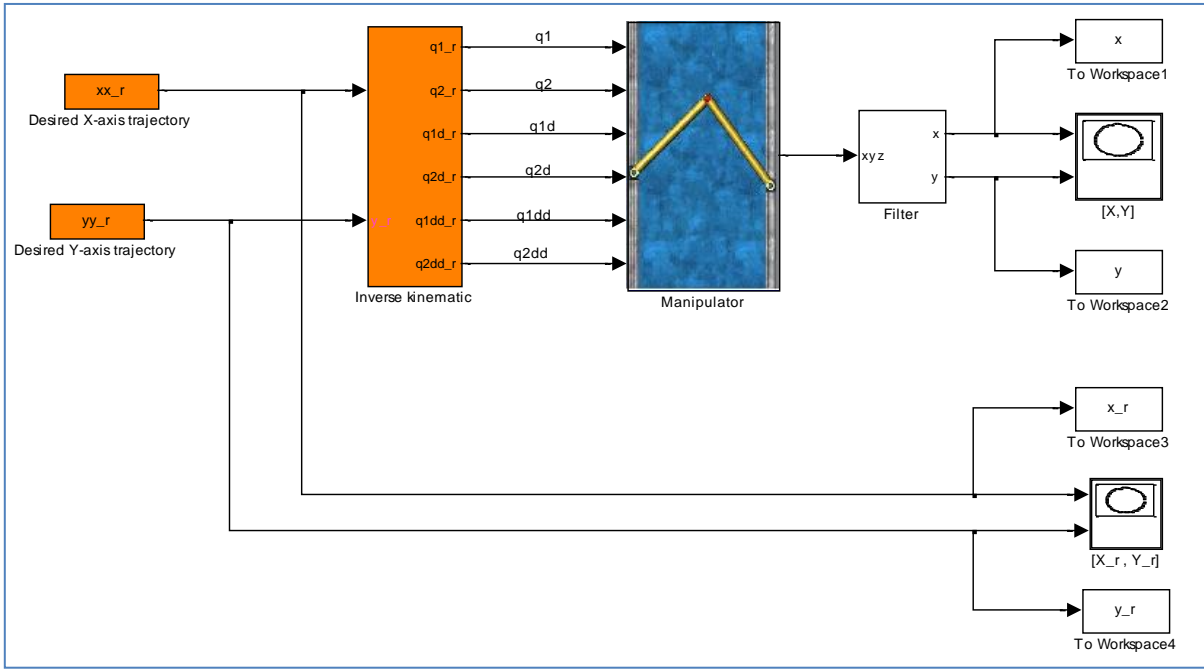 xx_r
Desired X-axis trajectory
yy_r
Desired Y-axis trajectory
y_r
q1_r
q2_r
q1d_r
q2d_r
q1dd_r
q2dd_r
Inverse kinematic
q1
q2
q1d
q2d
q1dd
q2dd
Manipulator
xyz
x
y
Filter
x
To Workspace1
[X,Y]
y
To Workspace2
x_r
To Workspace3
[X_r , Y_r]
y_r
To Workspace4